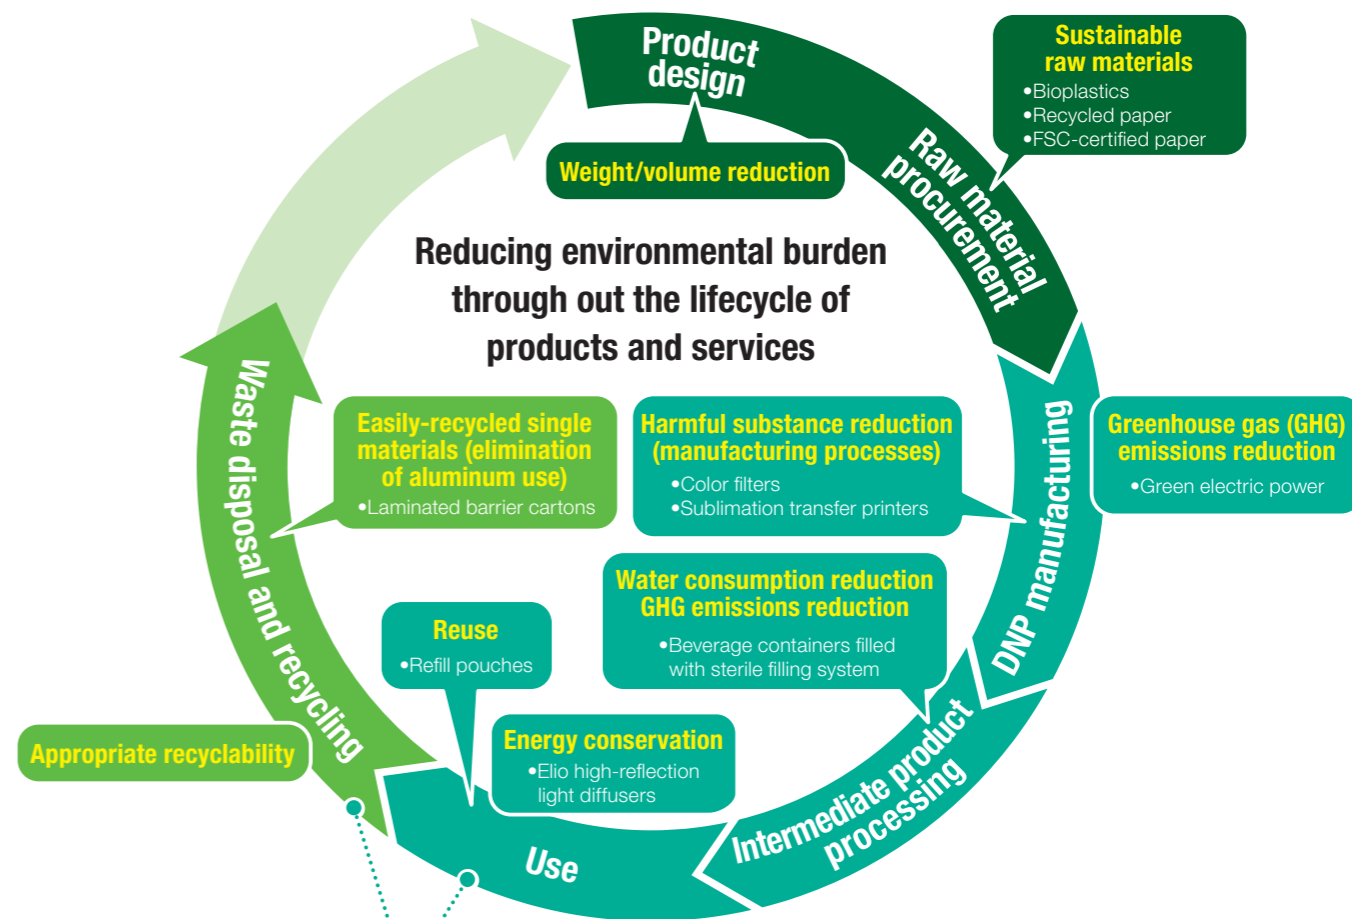 Product
design
Sustainable
raw materials
•Bioplastics
•Recycled paper
•FSC-certified paper
Raw material
procurement
Weight/volume reduction
Reducing environmental burden
through out the lifecycle of
products and services
Easily-recycled single
materials (elimination
of aluminum use)
•Laminated barrier cartons
Harmful substance reduction
(manufacturing processes)
•Color filters
•Sublimation transfer printers
Greenhouse gas (GHG)
emissions reduction
•Green electric power
DNP manufacturing
Water consumption reduction
GHG emissions reduction
•Beverage containers filled
with sterile filling system
Waste disposal and recycling
Reuse
•Refill pouches
Energy conservation
•Elio high-reflection
light diffusers
Appropriate recyclability
Intermediate product
processing
Use